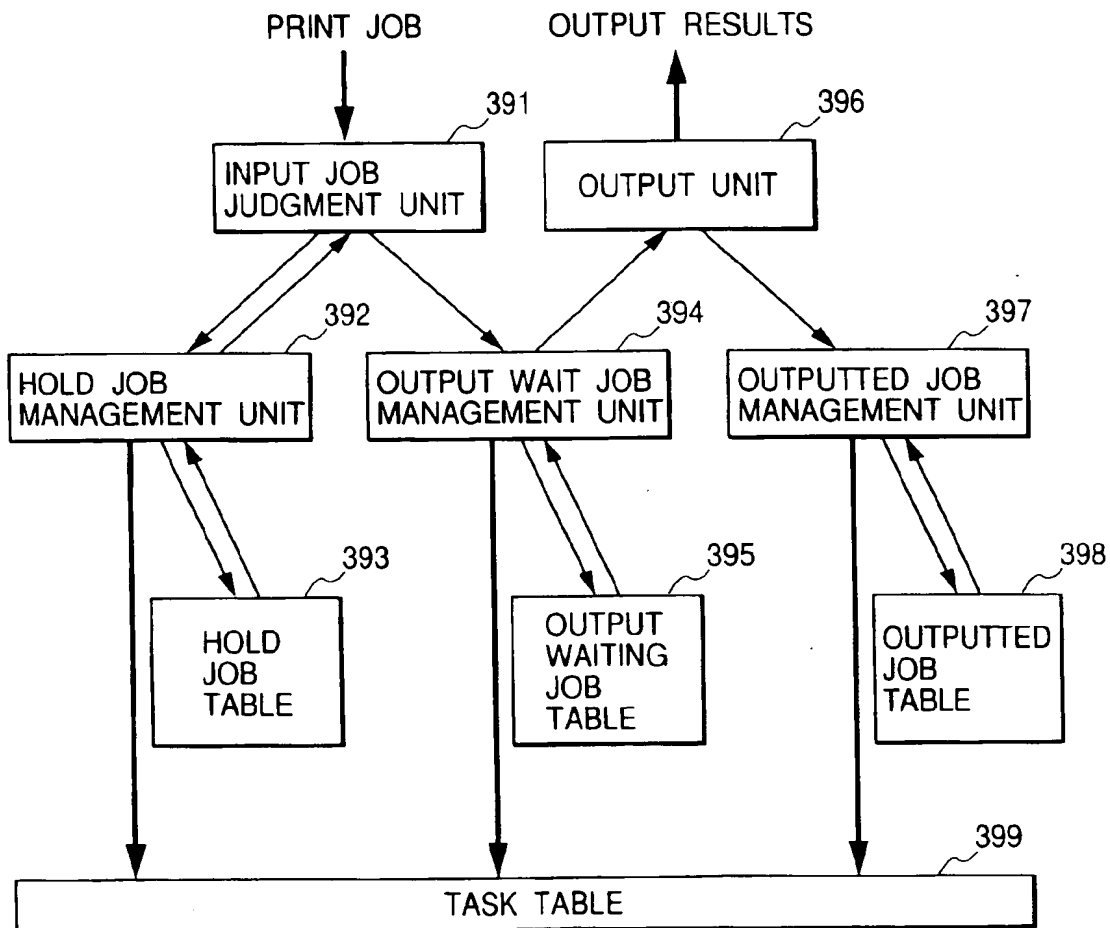 PRINT JOB
OUTPUT RESULTS
391
396
INPUT JOB
JUDGMENT UNIT
OUTPUT UNIT
392
394
397
HOLD JOB
MANAGEMENT UNIT
OUTPUT WAIT JOB
MANAGEMENT UNIT
OUTPUTTED JOB
MANAGEMENT UNIT
393
395
398
HOLD
JOB
TABLE
OUTPUT
WAITING
JOB
TABLE
OUTPUTTED
JOB
TABLE
399
TASK TABLE